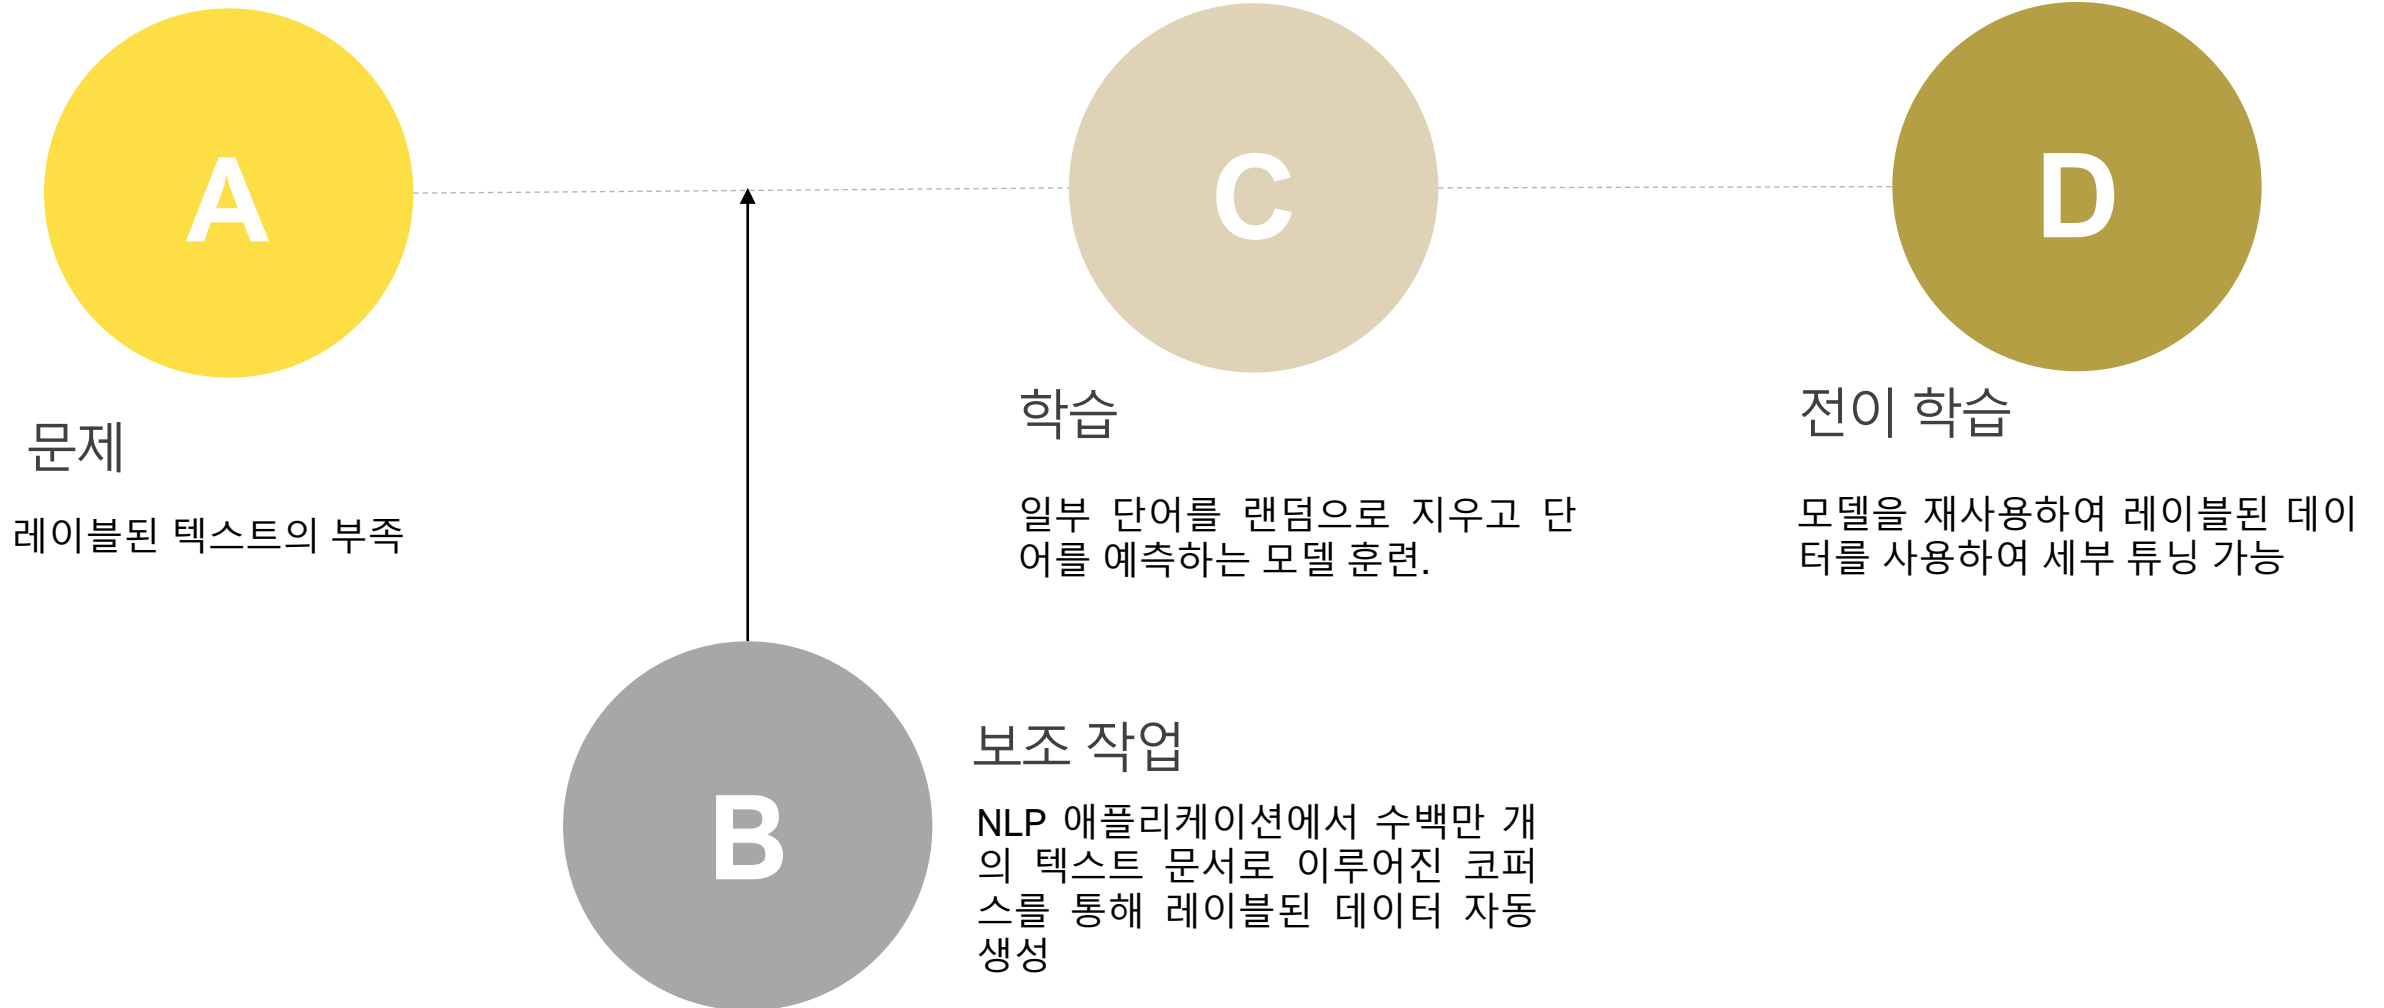 A
문제
레이블된 텍스트의 부족
B
보조 작업
NLP 애플리케이션에서 수백만 개
의 텍스트 문서로 이루어진 코퍼
스를 통해 레이블된 데이터 자동
생성
C
학습
일부 단어를 랜덤으로 지우고 단
어를 예측하는 모델 훈련.
D
전이 학습
모델을 재사용하여 레이블된 데이
터를 사용하여 세부 튜닝 가능